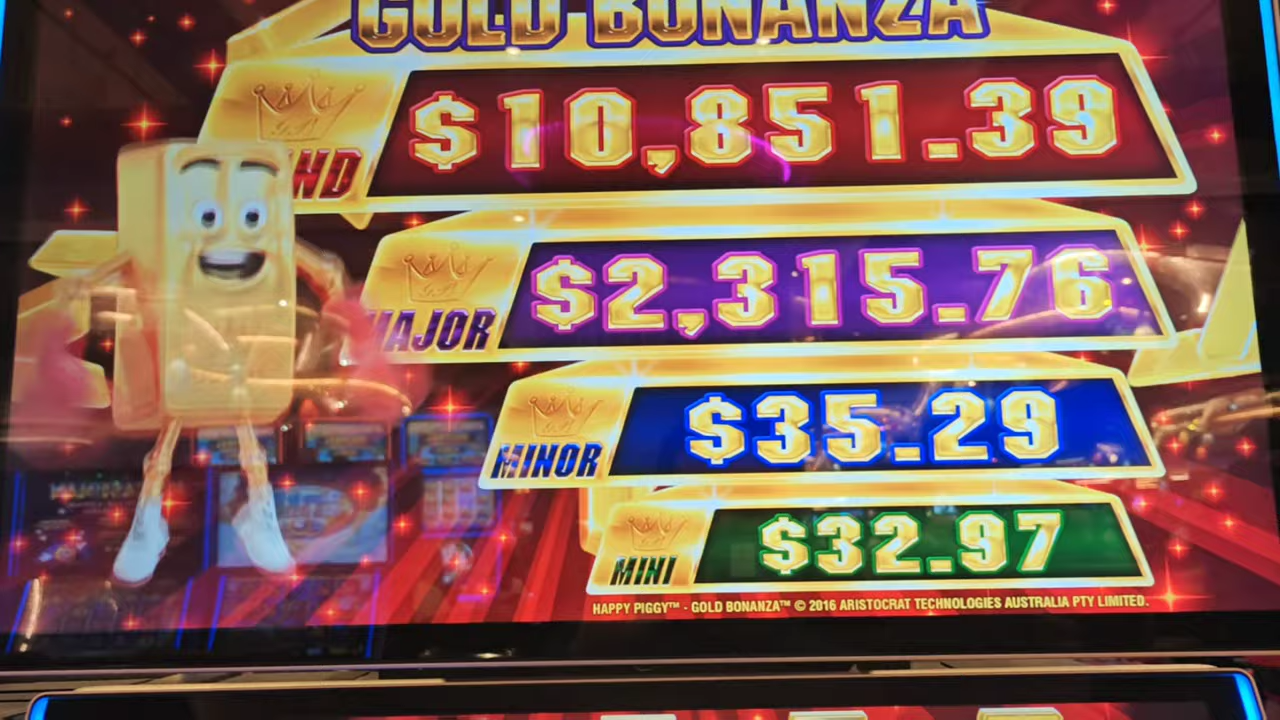 GOLD BONANZA
$10,851.39
ND
$2,315.76
MAJOR
$35.29
MINOR
$32.97
MINI
HAPPY PIGGY™ - GOLD BONANZA™ © 2016 ARISTOCRAT TECHNOLOGIES AUSTRALIA PTY LIMITED.